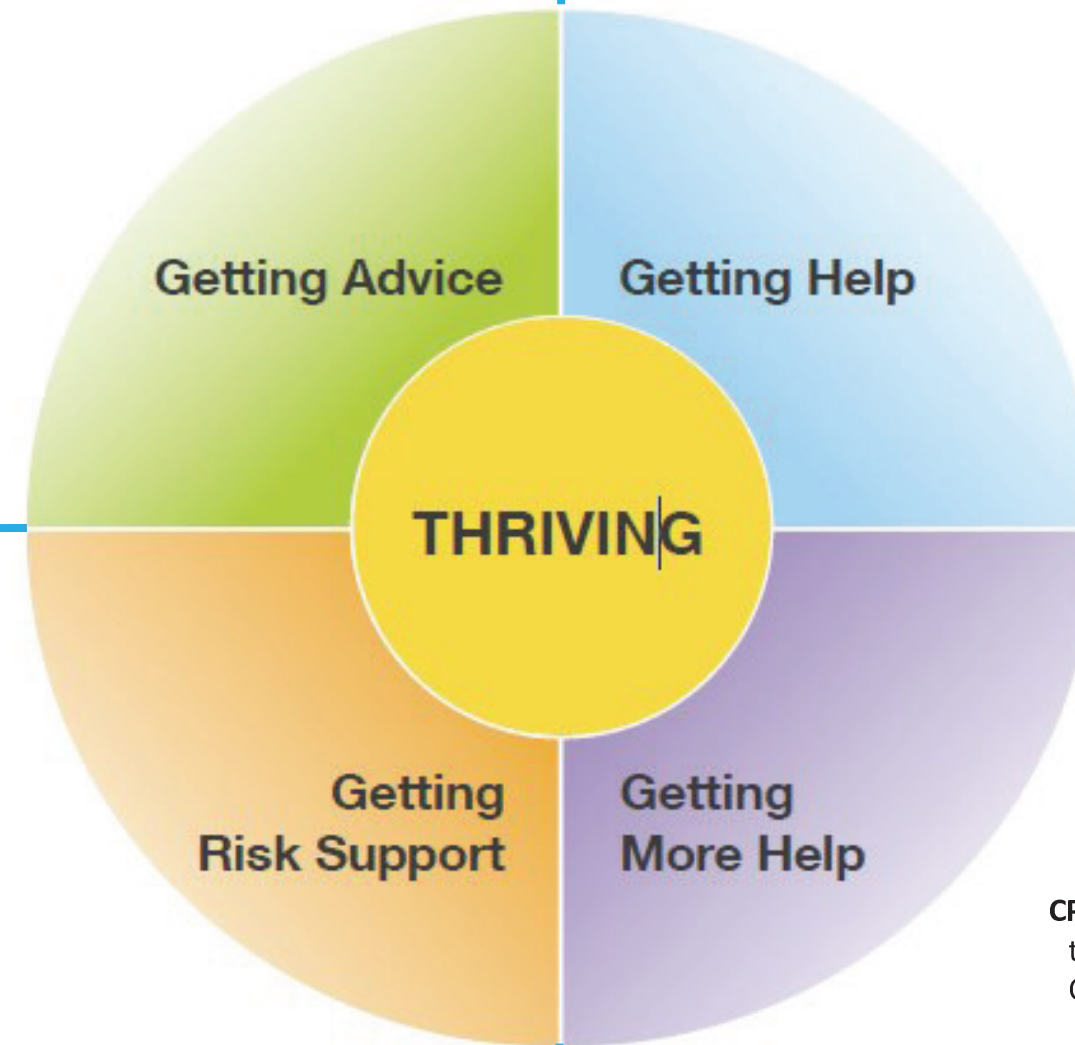 Getting Advice
Getting Help
THRIVING
Getting
Risk Support
Getting
More Help